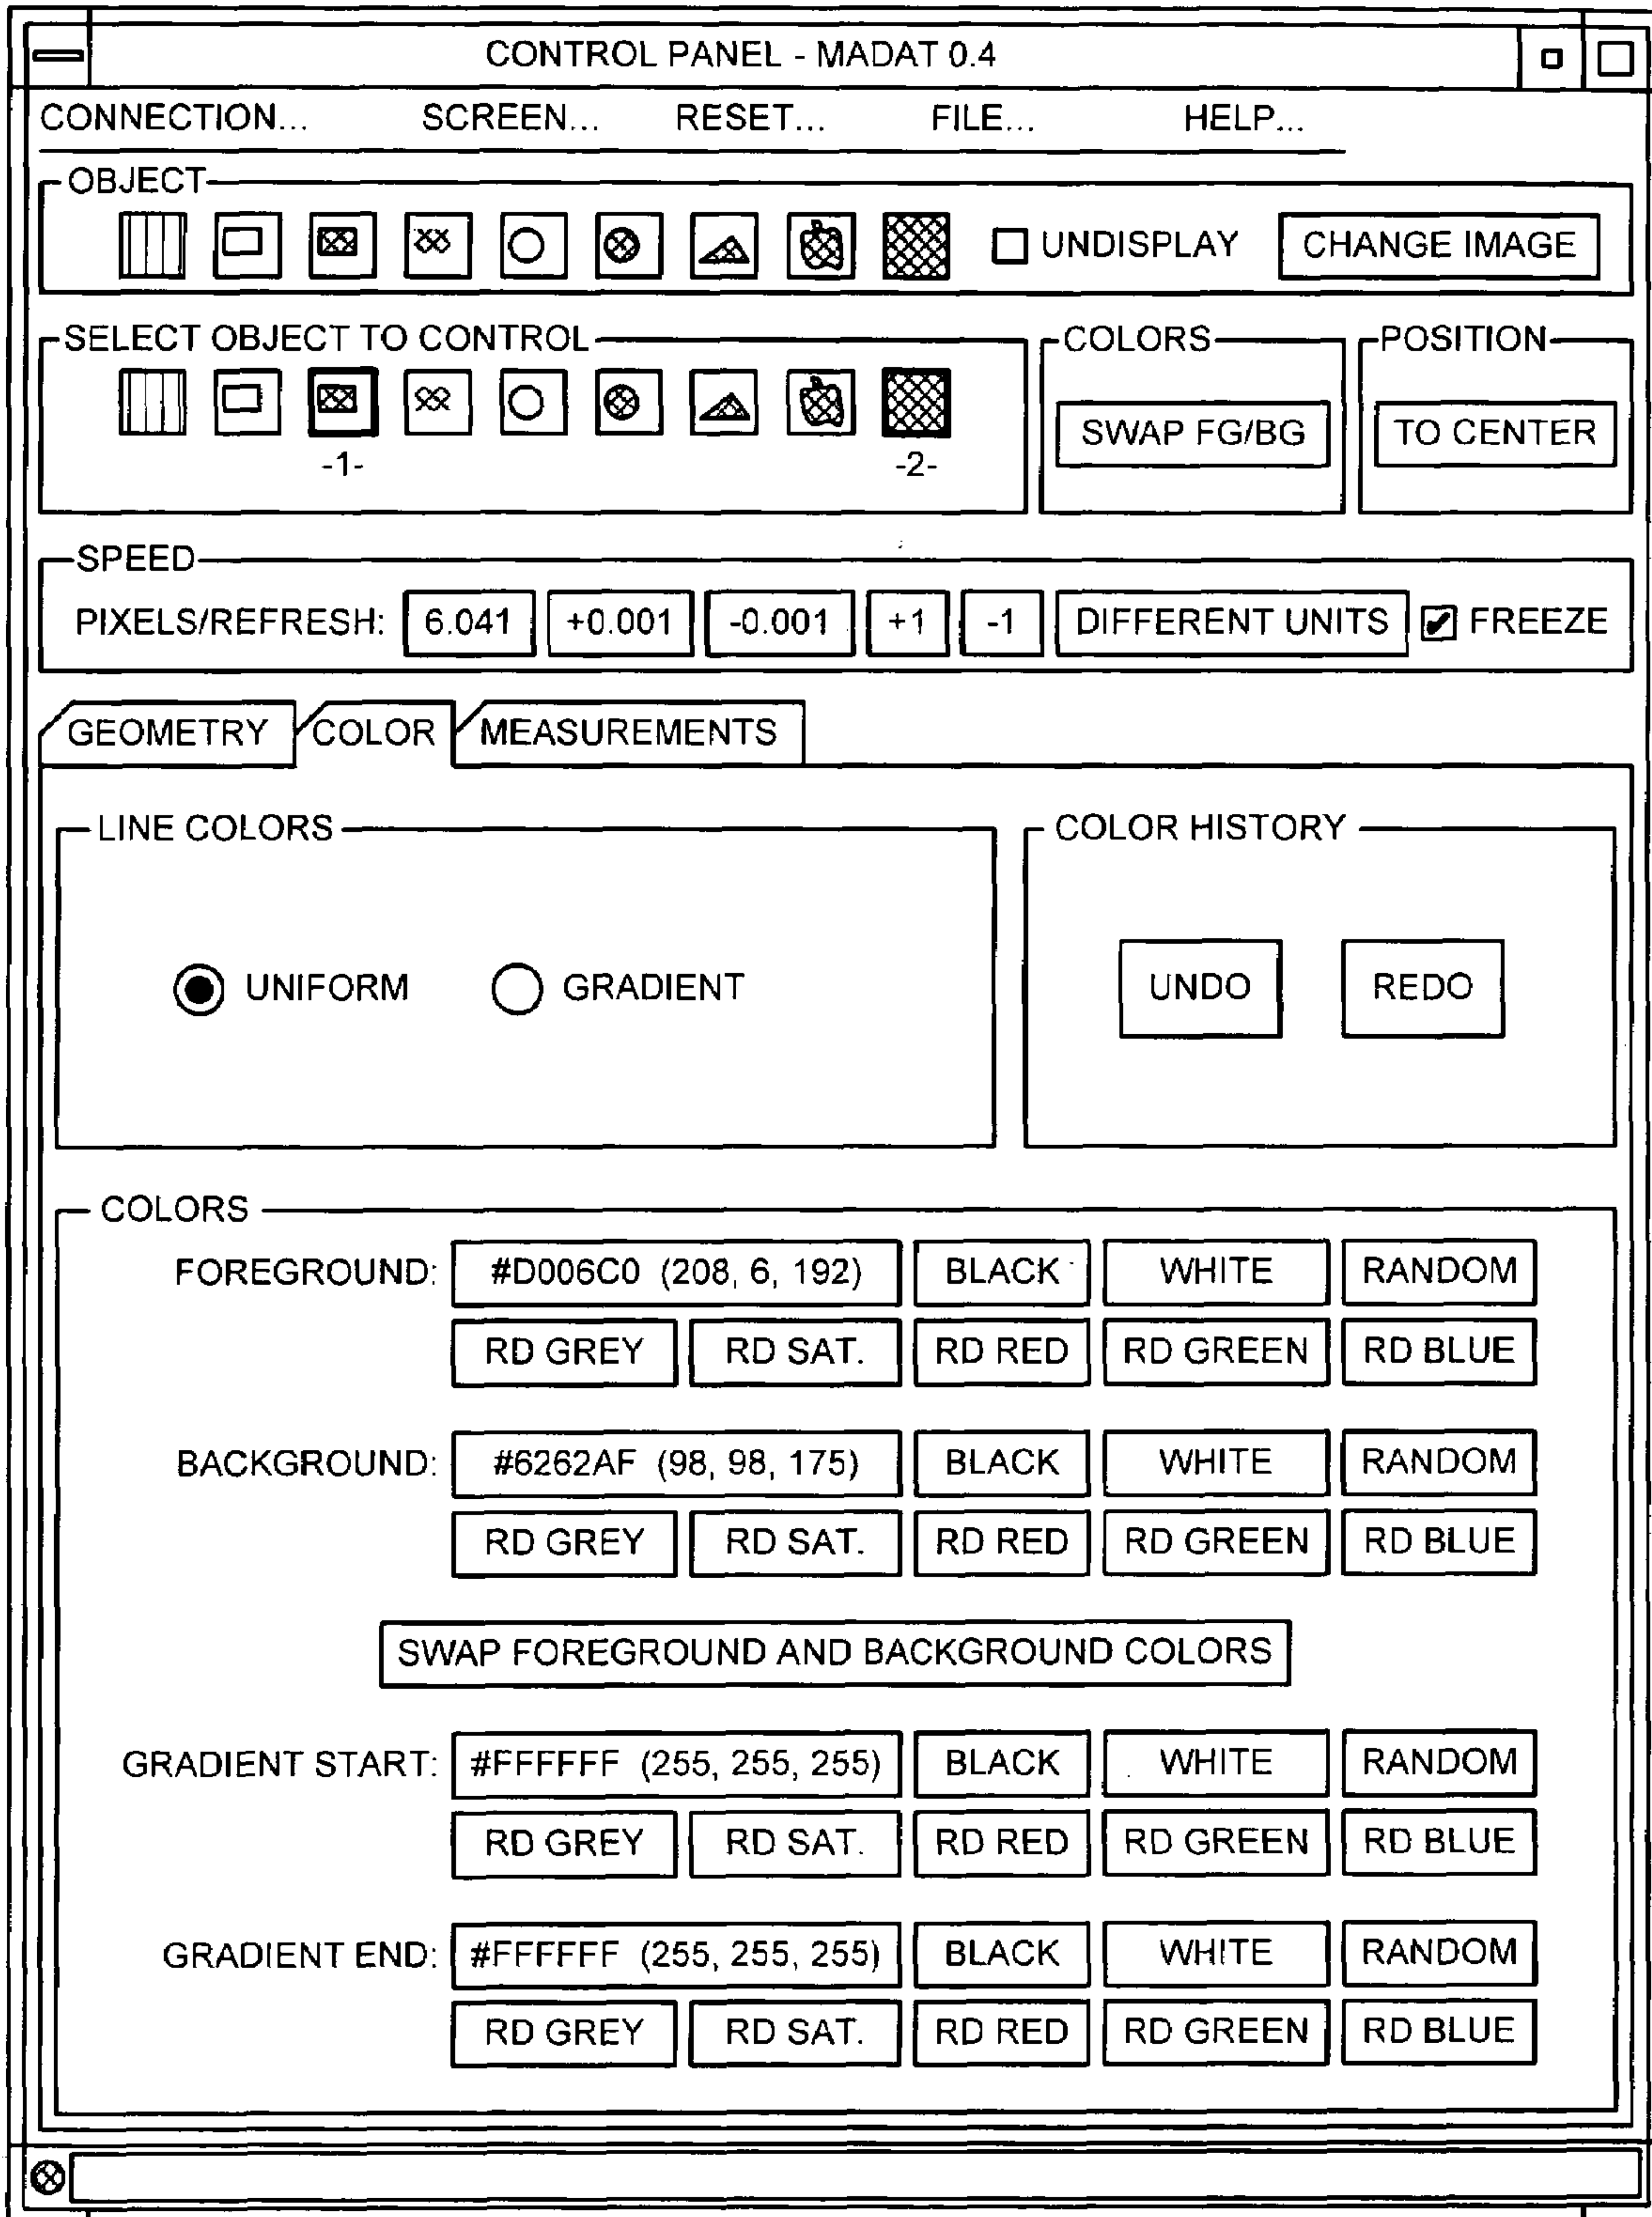 CONTROL PANEL - MADAT 0.4
CONNECTION... SCREEN... RESET... FILE... HELP...
OBJECT
UNDISPLAY CHANGE IMAGE
SELECT OBJECT TO CONTROL COLORS POSITION
SWAP FG/BG TO CENTER
-1- -2-
SPEED
PIXELS/REFRESH: 6.041 +0.001 -0.001 +1 -1 DIFFERENT UNITS FREEZE
GEOMETRY COLOR MEASUREMENTS
LINE COLORS COLOR HISTORY
UNIFORM GRADIENT UNDO REDO
COLORS
FOREGROUND: #D006C0 (208, 6, 192) BLACK WHITE RANDOM
RD GREY RD SAT. RD RED RD GREEN RD BLUE
BACKGROUND: #6262AF (98, 98, 175) BLACK WHITE RANDOM
RD GREY RD SAT. RD RED RD GREEN RD BLUE
SWAP FOREGROUND AND BACKGROUND COLORS
GRADIENT START: #FFFFFF (255, 255, 255) BLACK WHITE RANDOM
RD GREY RD SAT. RD RED RD GREEN RD BLUE
GRADIENT END: #FFFFFF (255, 255, 255) BLACK WHITE RANDOM
RD GREY RD SAT. RD RED RD GREEN RD BLUE